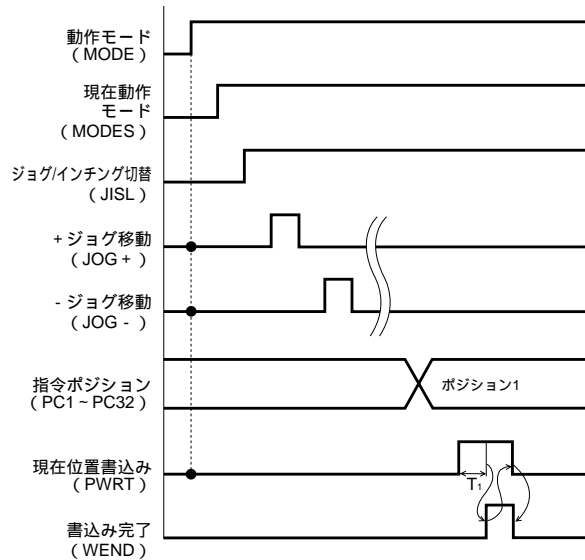 動作モード
（MODE）
現在動作
モード
（MODES）
ジョグ/インチング切替
（JISL）
+ ジョグ移動
（JOG +）
- ジョグ移動
（JOG -）
指令ポジション
（PC1 ~ PC32）
ポジション1
現在位置書込み
（PWRT）
T1
書込み完了
（WEND）